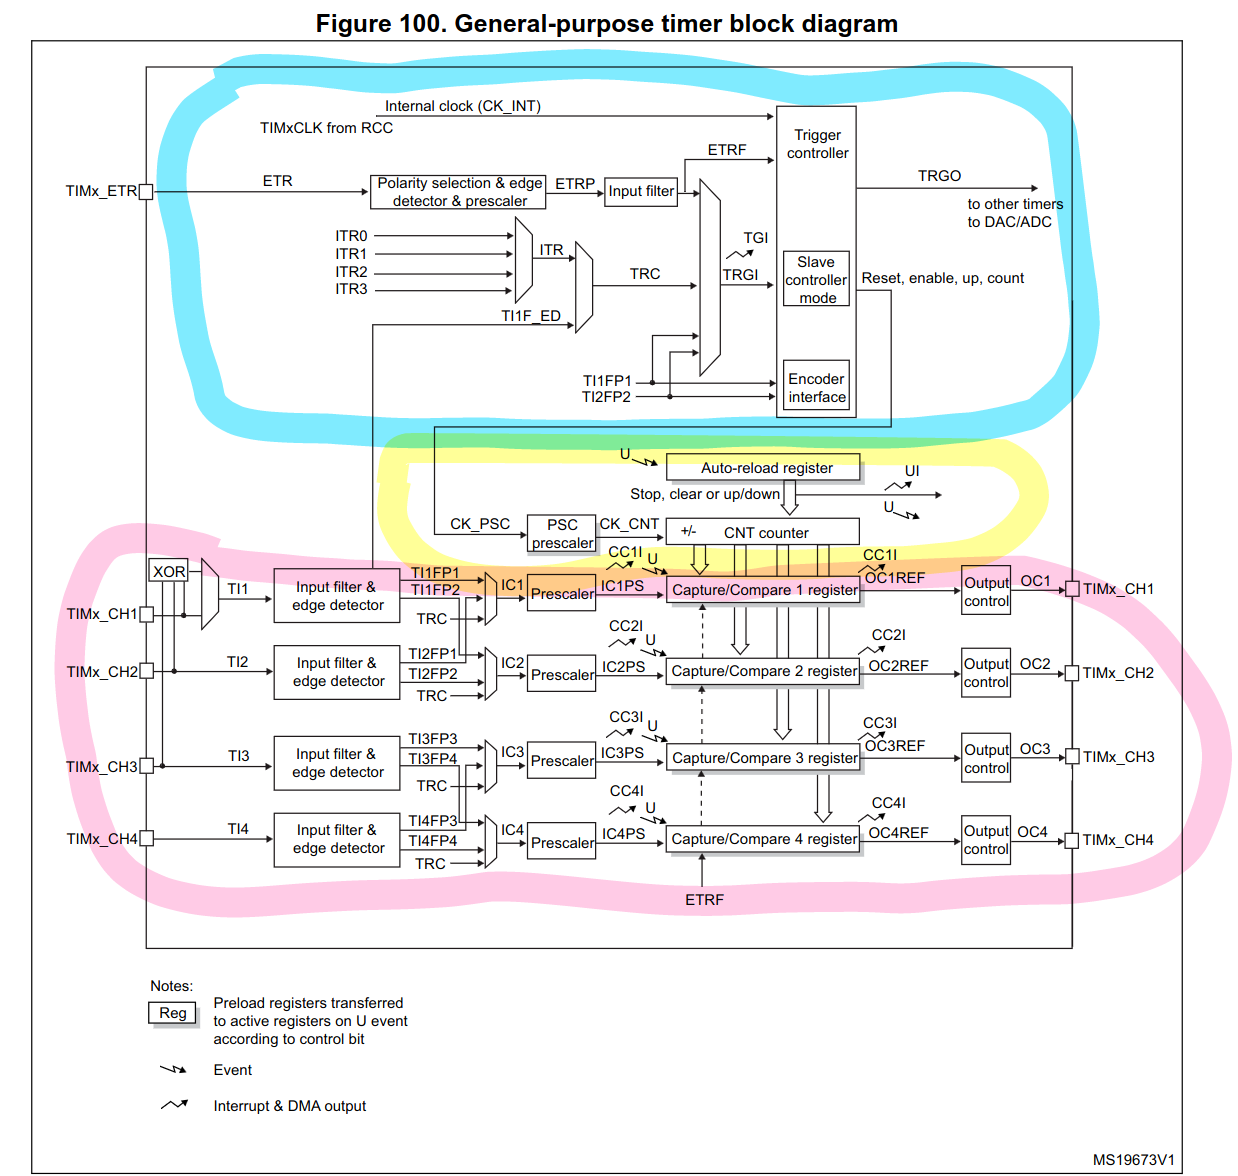 Figure 100. General-purpose timer block diagram
Internal clock (CK_INT)
TIMxCLK from RCC
Trigger
controller
ETRF
TIMx_ETR
ETR
Polarity selection & edge
detector & prescaler
ETRP
Input filter
TRGO
to other timers
to DAC/ADC
ITR0
ITR1
ITR2
ITR3
ITR
TGI
TRC
TRGI
Slave
controller
mode
Reset, enable, up, count
TI1F_ED
TI1FP1
TI2FP2
Encoder
interface
U
Auto-reload register
UI
Stop, clear or up/down
U
CK_PSC
PSC
prescaler
CK_CNT
+/-
CNT counter
XOR
TI1
TIMx_CH1
Input filter &
edge detector
TI1FP1
TI1FP2
TRC
IC1
Prescaler
IC1PS
CC1I
U
Capture/Compare 1 register
CC1I
OC1REF
Output
control
OC1
TIMx_CH1
TIMx_CH2
TI2
Input filter &
edge detector
TI2FP1
TI2FP2
TRC
IC2
Prescaler
IC2PS
CC2I
U
Capture/Compare 2 register
CC2I
OC2REF
Output
control
OC2
TIMx_CH2
TIMx_CH3
TI3
Input filter &
edge detector
TI3FP3
TI3FP4
TRC
IC3
Prescaler
IC3PS
CC3I
U
Capture/Compare 3 register
CC3I
OC3REF
Output
control
OC3
TIMx_CH3
TIMx_CH4
TI4
Input filter &
edge detector
TI4FP3
TI4FP4
TRC
IC4
Prescaler
IC4PS
CC4I
U
Capture/Compare 4 register
CC4I
OC4REF
Output
control
OC4
TIMx_CH4
ETRF
Notes:
Reg
Preload registers transferred
to active registers on U event
according to control bit
Event
Interrupt & DMA output
MS19673V1